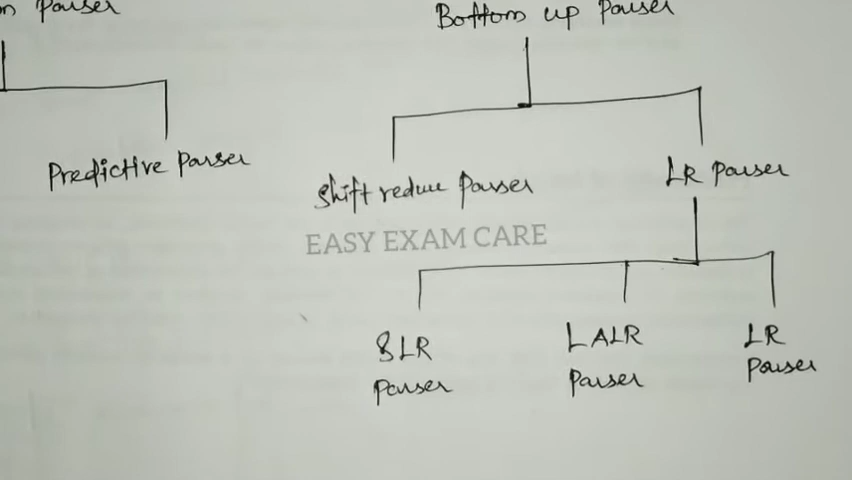 n Parser
Bottom up Parser
Predictive Parser
Shift reduce Parser
LR Parser
EASY EXAM CARE
SLR
Parser
LALR
Parser
LR
Parser